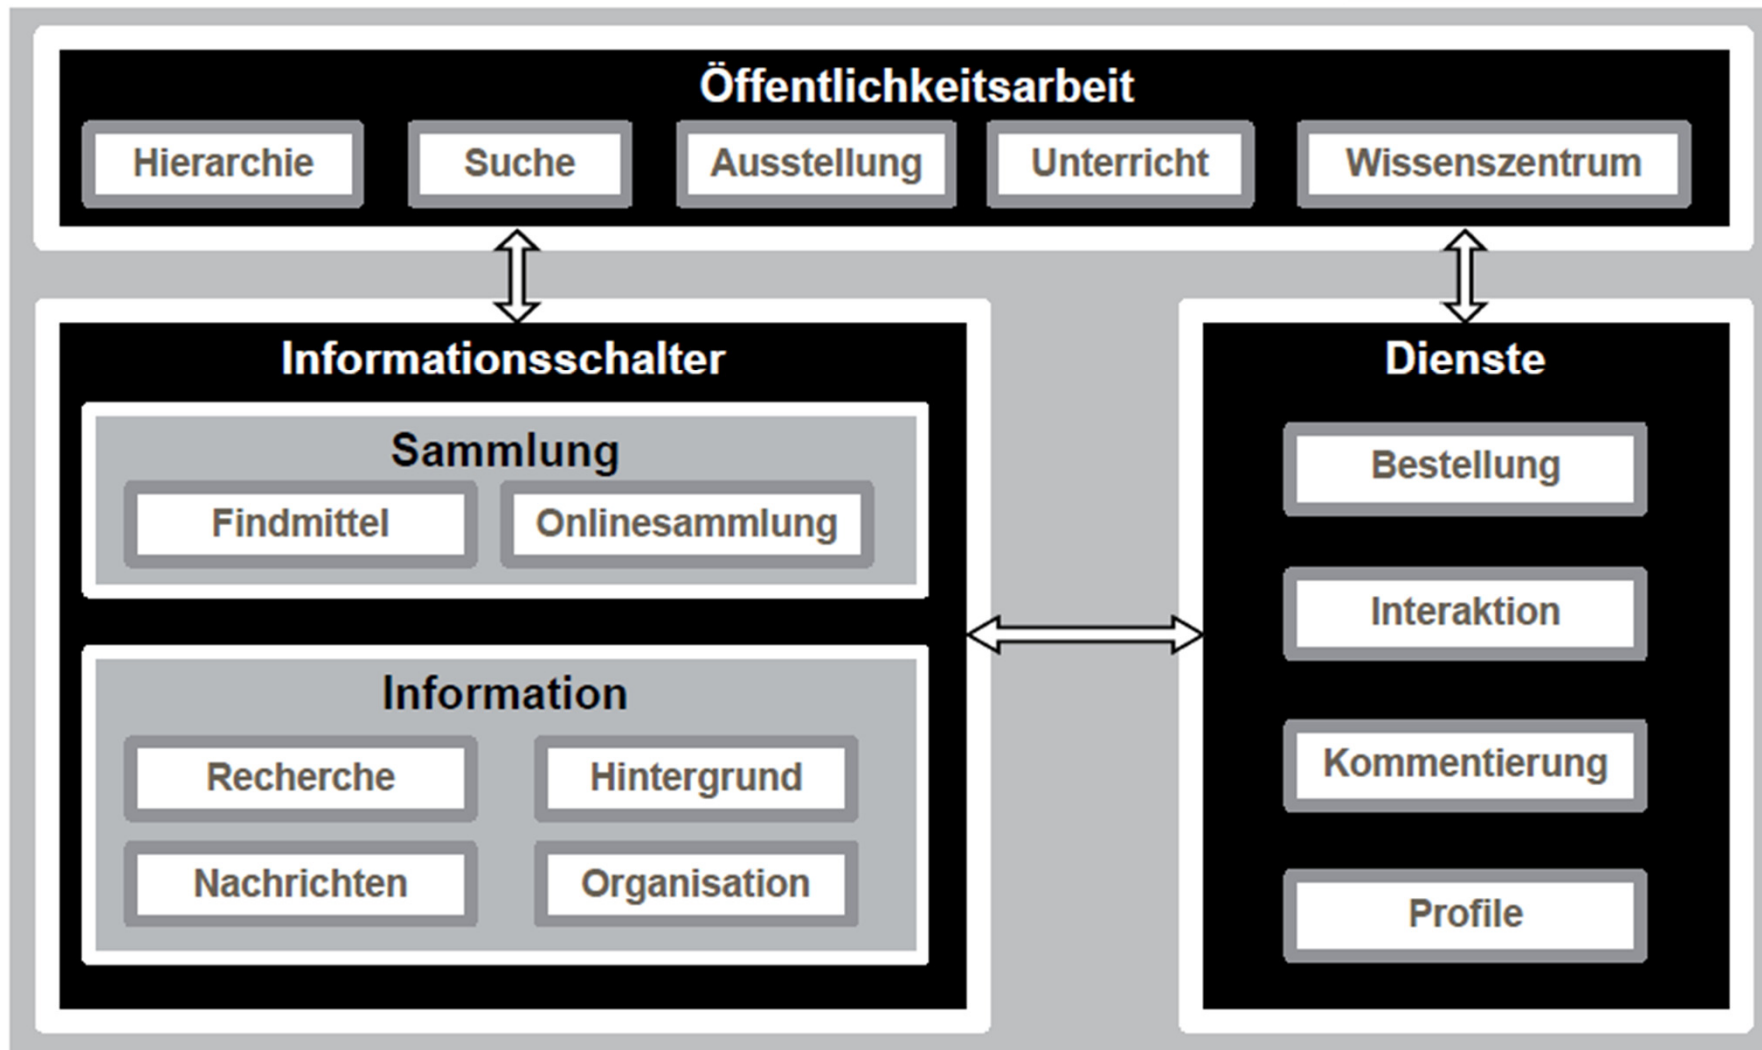 Öffentlichkeitsarbeit
Hierarchie
Suche
Ausstellung
Unterricht
Wissenszentrum
Informationsschalter
Sammlung
Findmittel
Onlinesammlung
Information
Recherche
Hintergrund
Nachrichten
Organisation
Dienste
Bestellung
Interaktion
Kommentierung
Profile